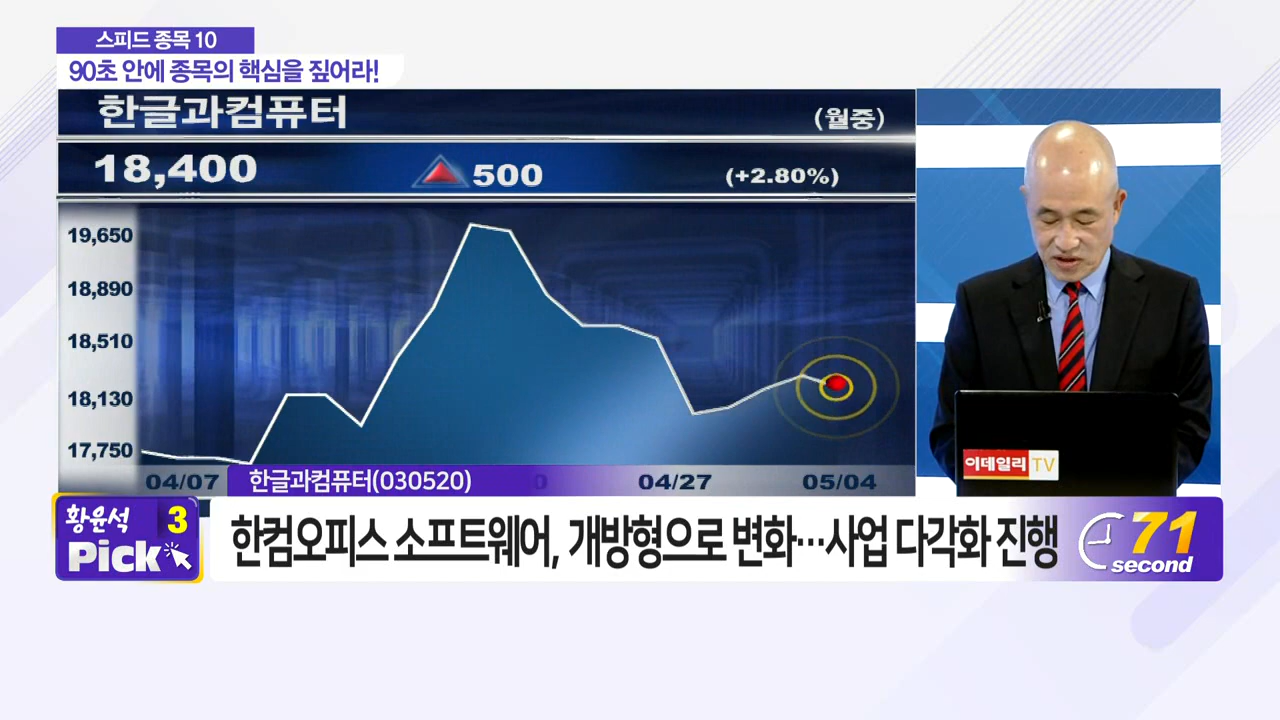 스피드 종목 10
90초 안에 종목의 핵심을 짚어라!
한글과컴퓨터 (월중)
18,400 500 (+2.80%)
19,650
18,890
18,510
18,130
17,750
04/07 0 04/27 05/04
이데일리 TV
한글과컴퓨터(030520)
황윤석 3
Pick
한컴오피스 소프트웨어, 개방형으로 변화…사업 다각화 진행
71
second